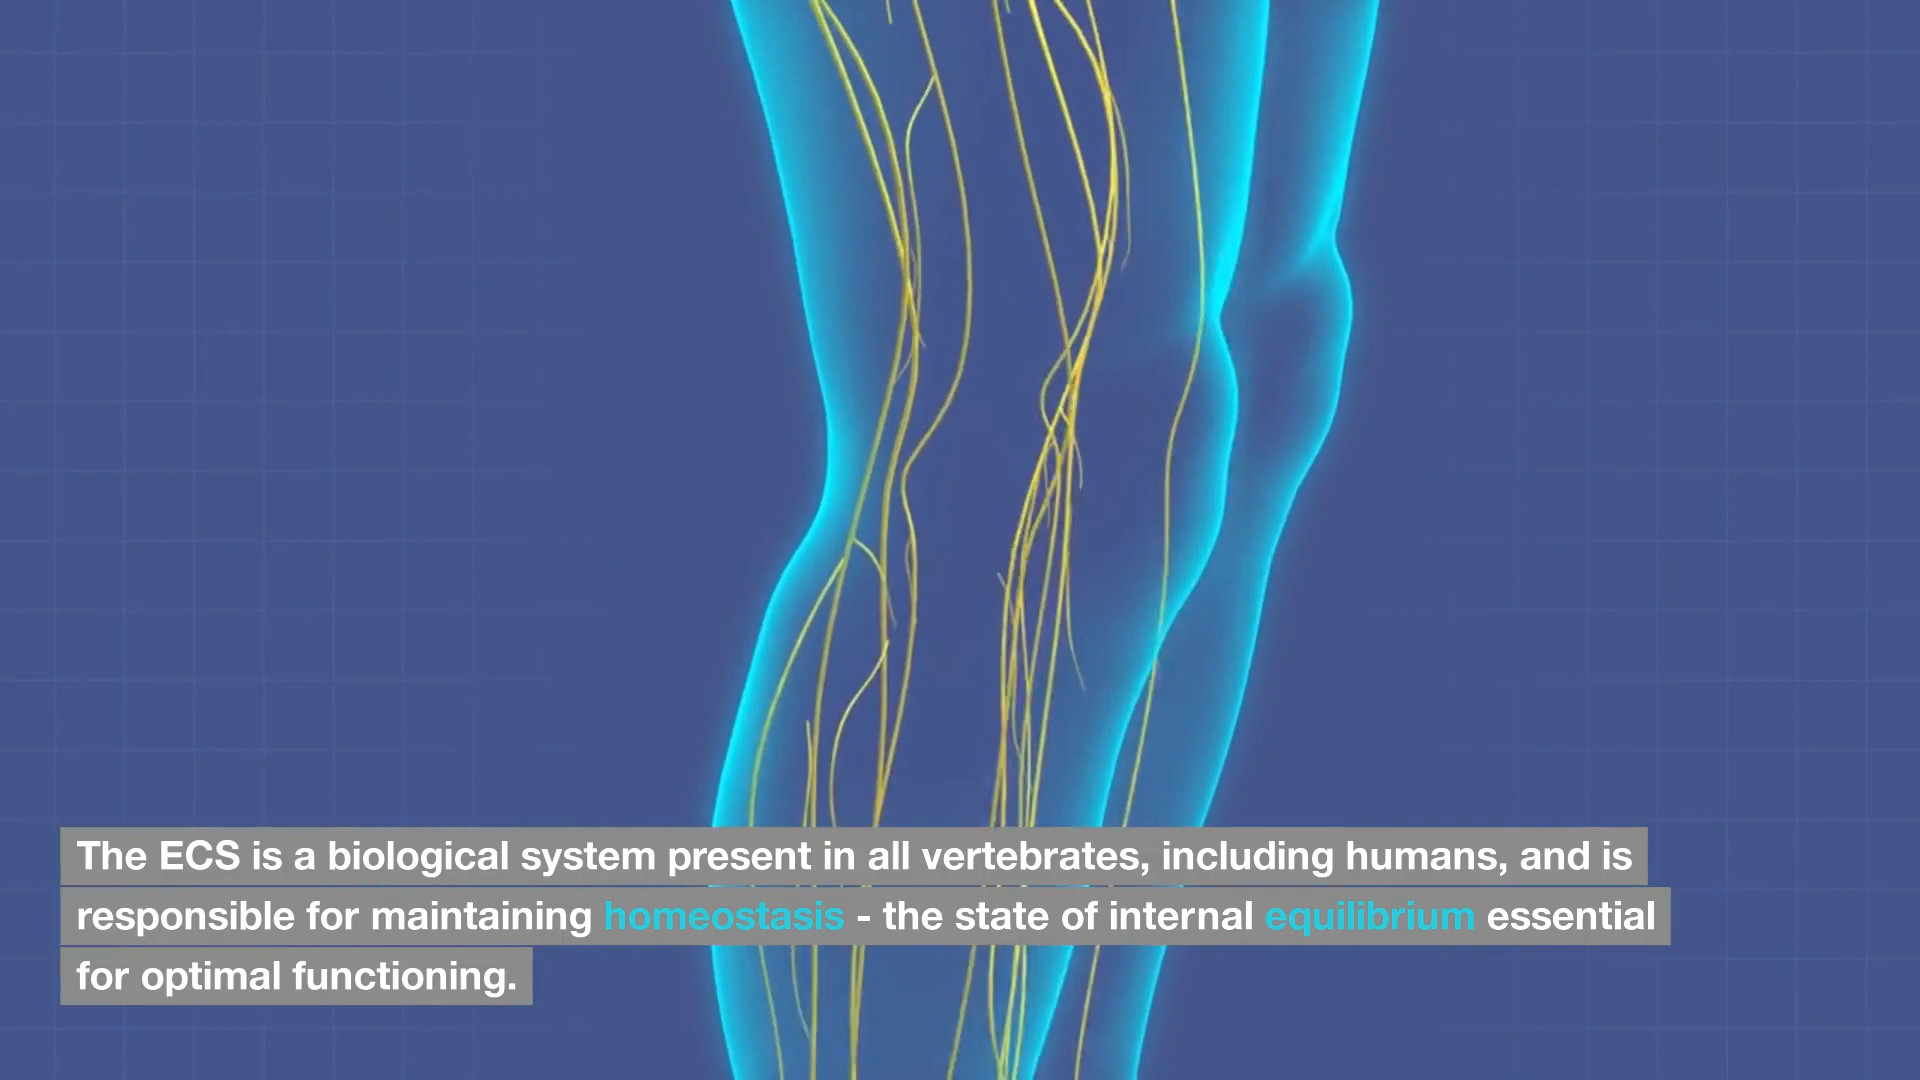 The ECS is a biological system present in all vertebrates, including humans, and is
responsible for maintaining homeostasis - the state of internal equilibrium essential
for optimal functioning.